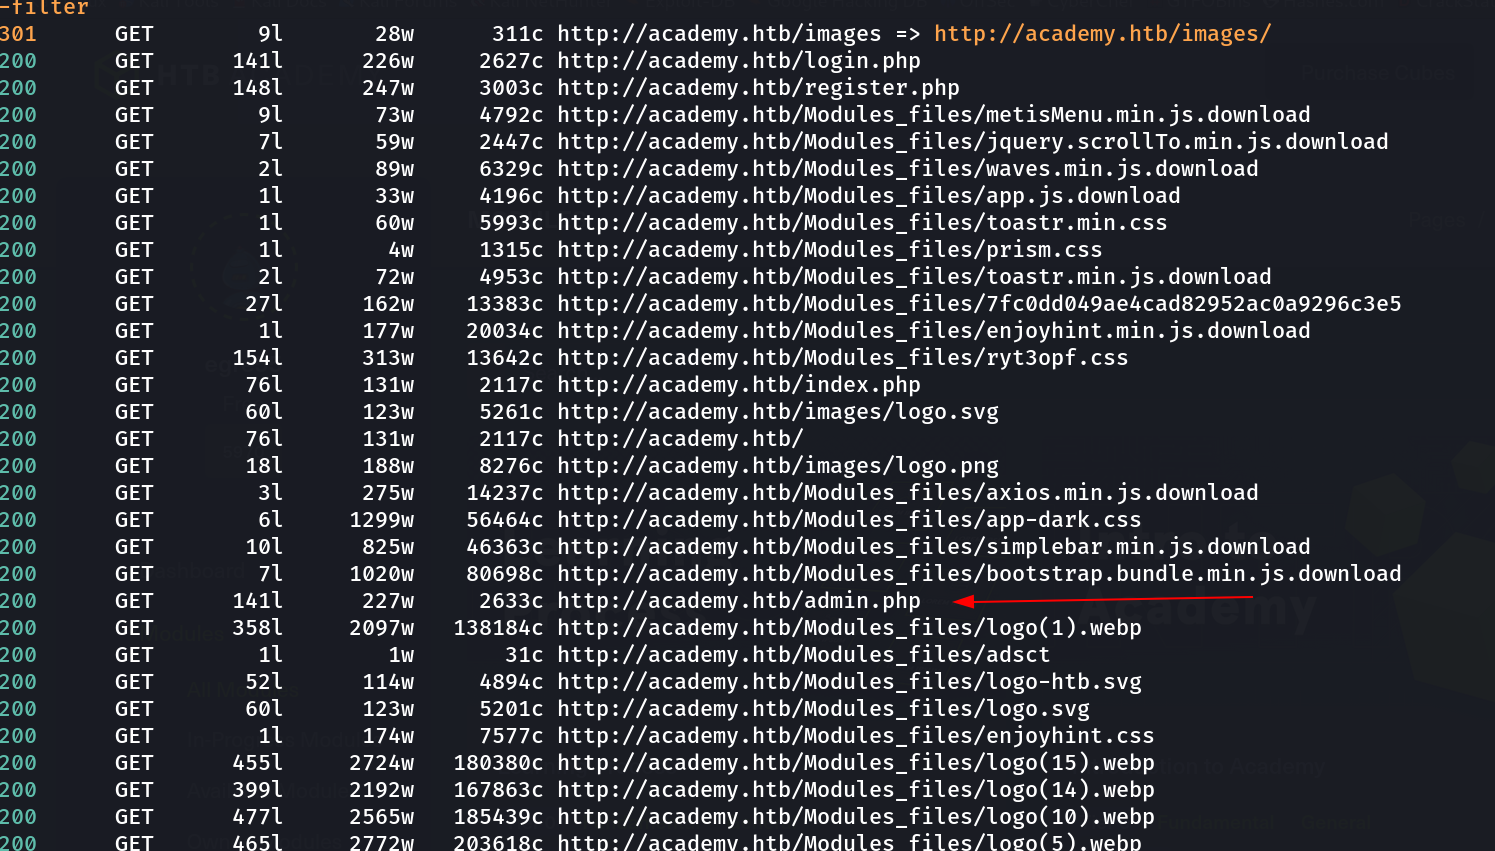 -filter
301 GET 9l 28w 311c http://academy.htb/images => http://academy.htb/images/
200 GET 141l 226w 2627c http://academy.htb/login.php
200 GET 148l 247w 3003c http://academy.htb/register.php
200 GET 9l 73w 4792c http://academy.htb/Modules_files/metisMenu.min.js.download
200 GET 7l 59w 2447c http://academy.htb/Modules_files/jquery.scrollTo.min.js.download
200 GET 2l 89w 6329c http://academy.htb/Modules_files/waves.min.js.download
200 GET 1l 33w 4196c http://academy.htb/Modules_files/app.js.download
200 GET 1l 60w 5993c http://academy.htb/Modules_files/toastr.min.css
200 GET 1l 4w 1315c http://academy.htb/Modules_files/prism.css
200 GET 2l 72w 4953c http://academy.htb/Modules_files/toastr.min.js.download
200 GET 27l 162w 13383c http://academy.htb/Modules_files/7fc0dd049ae4cad82952ac0a9296c3e5
200 GET 1l 177w 20034c http://academy.htb/Modules_files/enjoyhint.min.js.download
200 GET 154l 313w 13642c http://academy.htb/Modules_files/ryt3opf.css
200 GET 76l 131w 2117c http://academy.htb/index.php
200 GET 60l 123w 5261c http://academy.htb/images/logo.svg
200 GET 76l 131w 2117c http://academy.htb/
200 GET 18l 188w 8276c http://academy.htb/images/logo.png
200 GET 3l 275w 14237c http://academy.htb/Modules_files/axios.min.js.download
200 GET 6l 1299w 56464c http://academy.htb/Modules_files/app-dark.css
200 GET 10l 825w 46363c http://academy.htb/Modules_files/simplebar.min.js.download
200 GET 7l 1020w 80698c http://academy.htb/Modules_files/bootstrap.bundle.min.js.download
200 GET 141l 227w 2633c http://academy.htb/admin.php
200 GET 358l 2097w 138184c http://academy.htb/Modules_files/logo(1).webp
200 GET 1l 1w 31c http://academy.htb/Modules_files/adsct
200 GET 52l 114w 4894c http://academy.htb/Modules_files/logo-htb.svg
200 GET 60l 123w 5201c http://academy.htb/Modules_files/logo.svg
200 GET 1l 174w 7577c http://academy.htb/Modules_files/enjoyhint.css
200 GET 455l 2724w 180380c http://academy.htb/Modules_files/logo(15).webp
200 GET 399l 2192w 167863c http://academy.htb/Modules_files/logo(14).webp
200 GET 477l 2565w 185439c http://academy.htb/Modules_files/logo(10).webp
200 GET 465l 2772w 203618c http://academy.htb/Modules_files/logo(5).webp